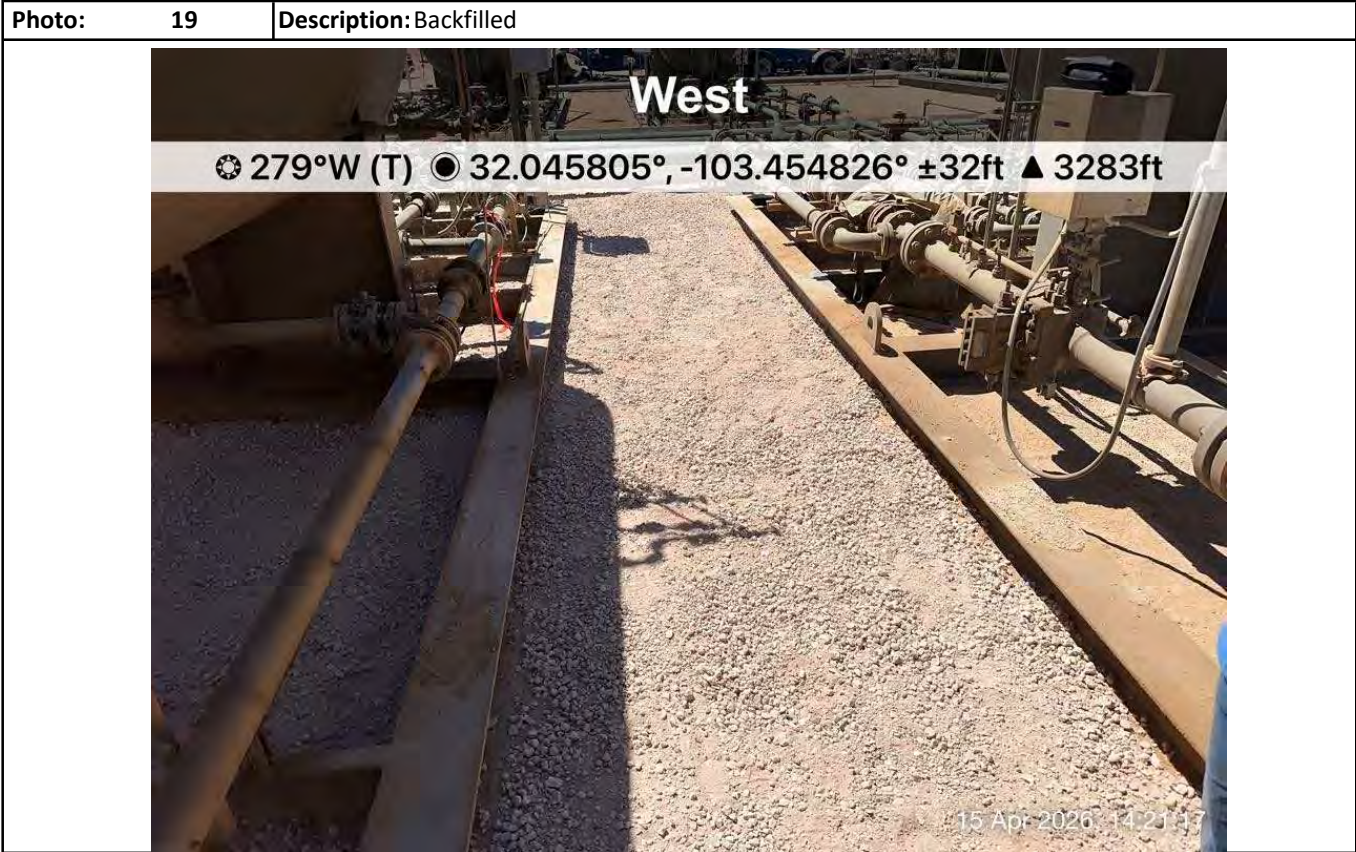 Photo: 19 Description: Backfilled
West
279°W (T) 32.045805°, -103.454826° ±32ft ▲ 3283ft
15 Apr 2026, 14:21:17